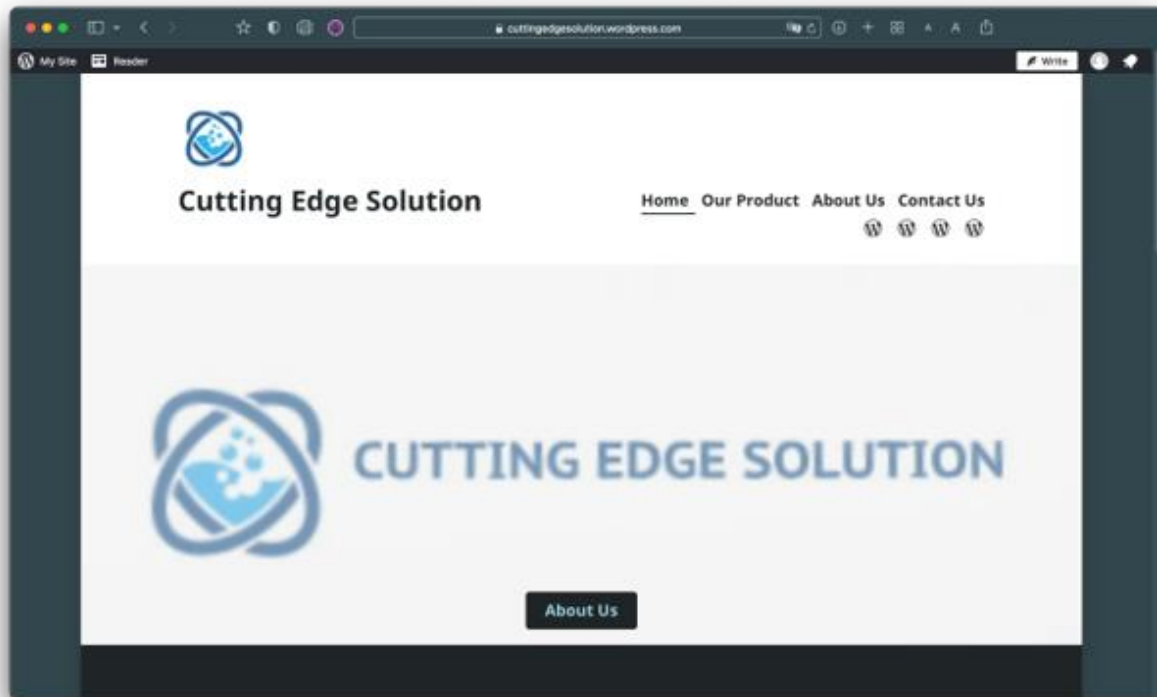 cuttingedgesolution.wordpress.com
My Site Reader Write
Cutting Edge Solution
Home Our Product About Us Contact Us
CUTTING EDGE SOLUTION
About Us